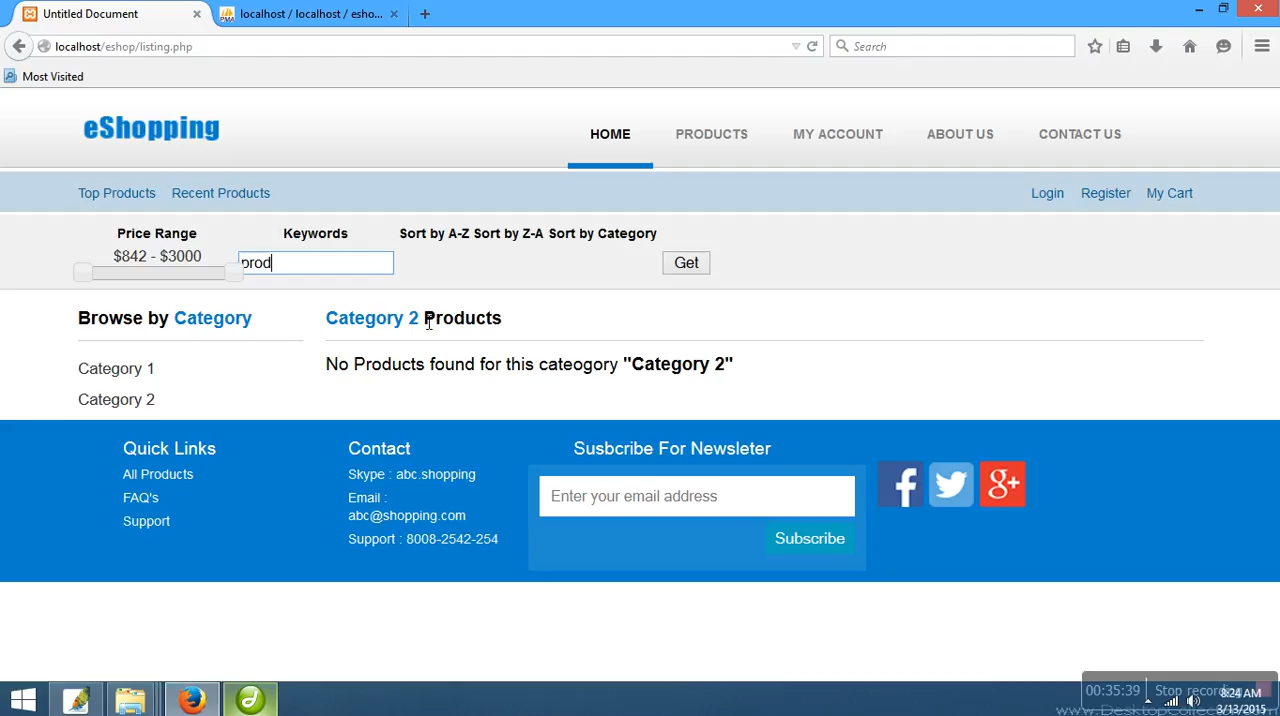 Untitled Document
localhost / localhost / esho...
localhost/eshop/listing.php
Search
Most Visited
eShopping
HOME PRODUCTS MY ACCOUNT ABOUT US CONTACT US
Top Products Recent Products Login Register My Cart
Price Range Keywords Sort by A-Z Sort by Z-A Sort by Category
$842 - $3000
prod
Get
Browse by Category
Category 1
Category 2
Category 2 Products
No Products found for this cateogory "Category 2"
Quick Links
All Products
FAQ's
Support
Contact
Skype : abc.shopping
Email :
abc@shopping.com
Support : 8008-2542-254
Susbcribe For Newsleter
Enter your email address
Subscribe
00:35:39 Stop recording
8:24 AM
3/13/2015